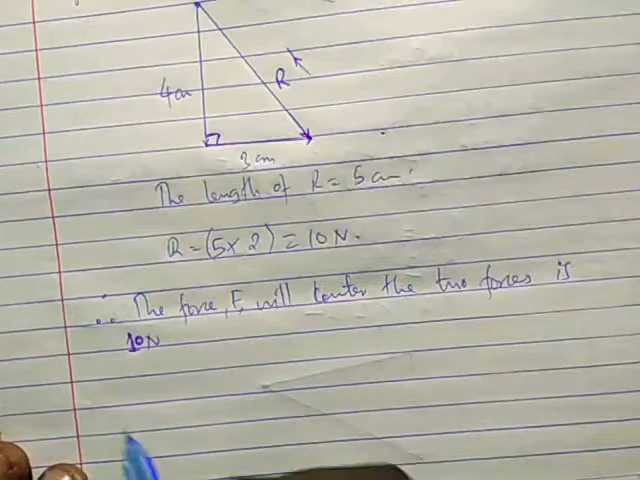 4cm
R
3cm
The length of R = 5cm.
R = (5 x 2) = 10N.
∴ The force, F, will counter the two forces is
10N